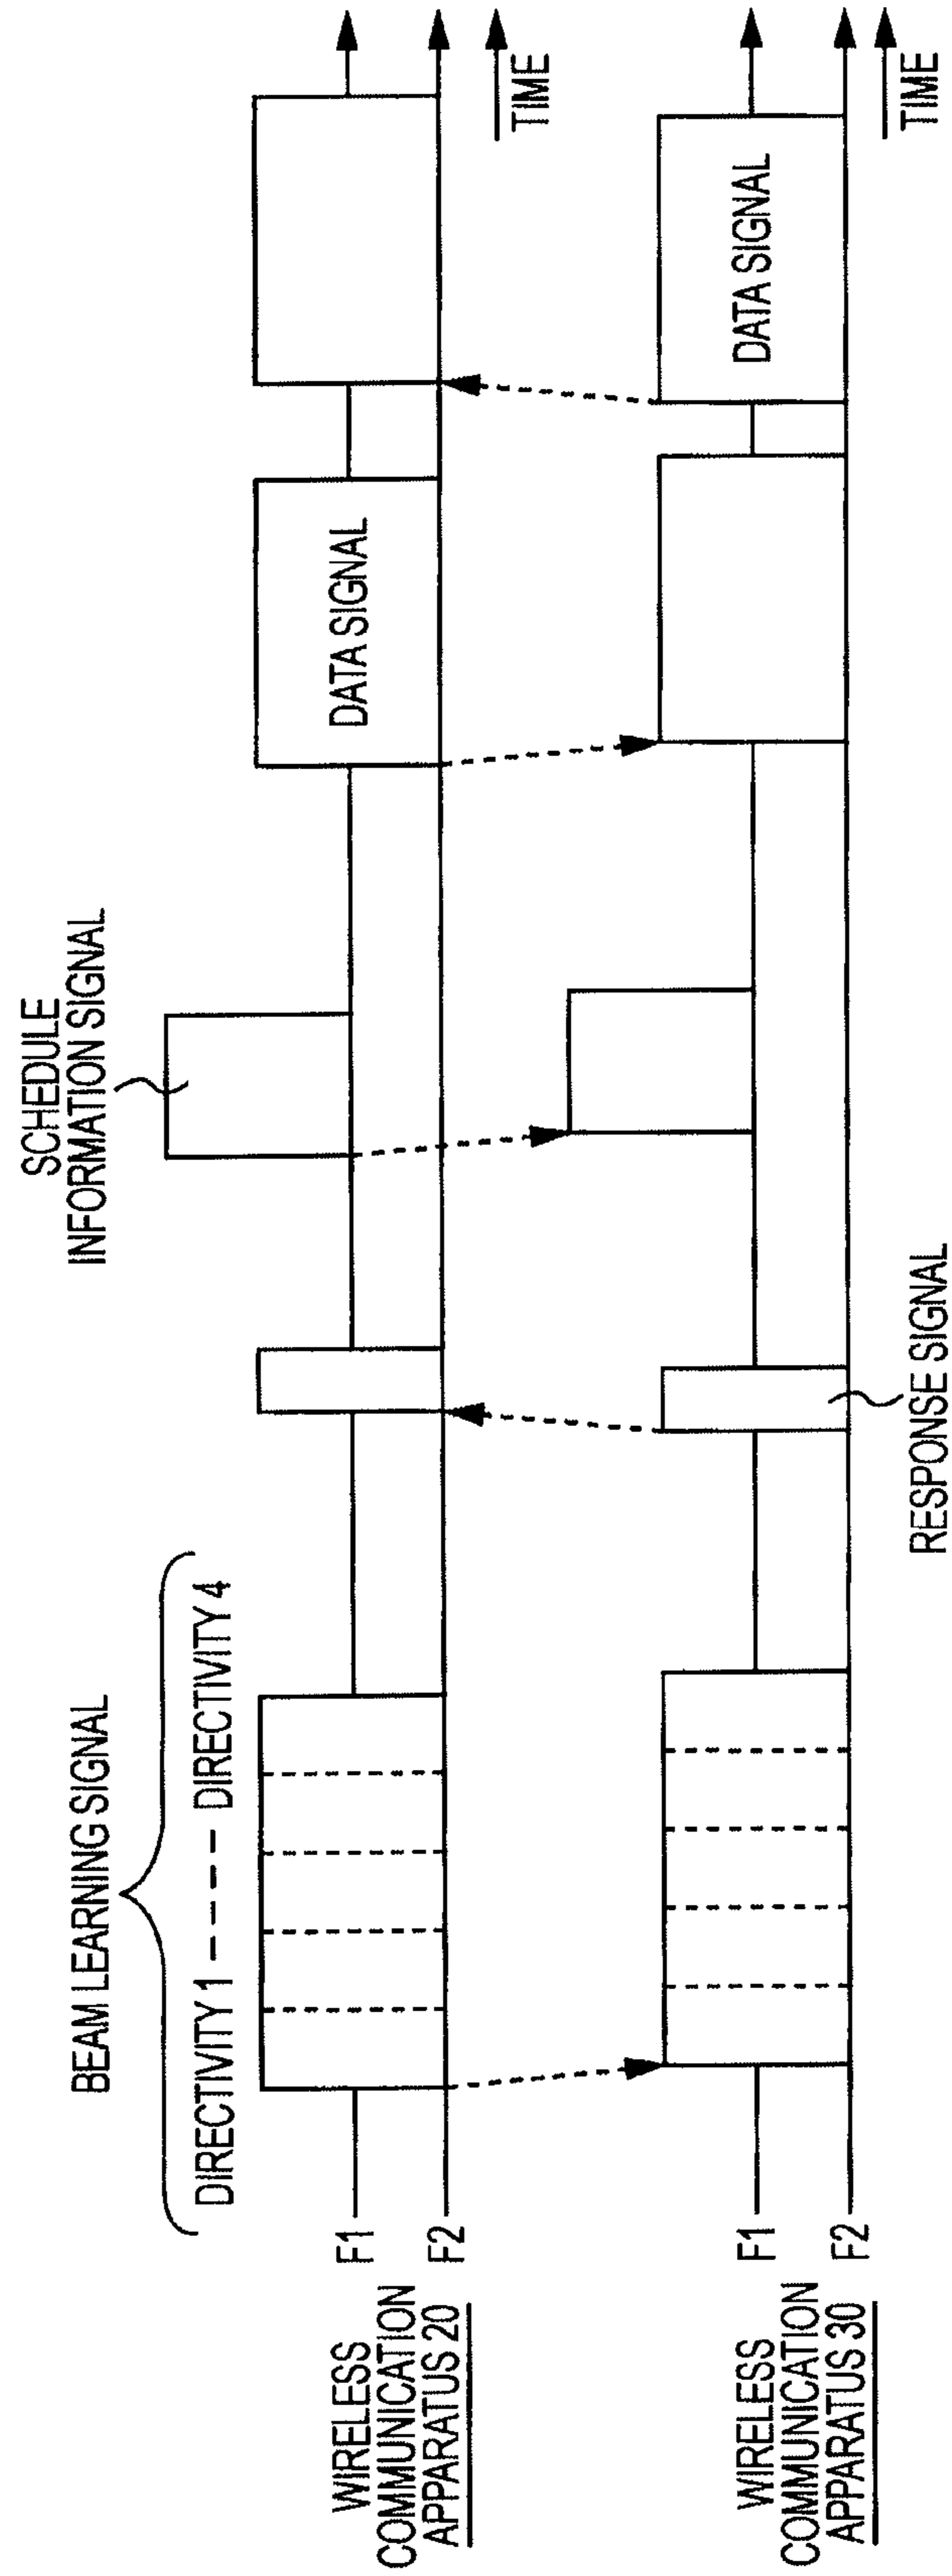 BEAM LEARNING SIGNAL
DIRECTIVITY 1 ---- DIRECTIVITY 4
SCHEDULE
INFORMATION SIGNAL
WIRELESS
COMMUNICATION
APPARATUS 20
F1
F2
DATA SIGNAL
TIME
WIRELESS
COMMUNICATION
APPARATUS 30
F1
F2
DATA SIGNAL
TIME
RESPONSE SIGNAL